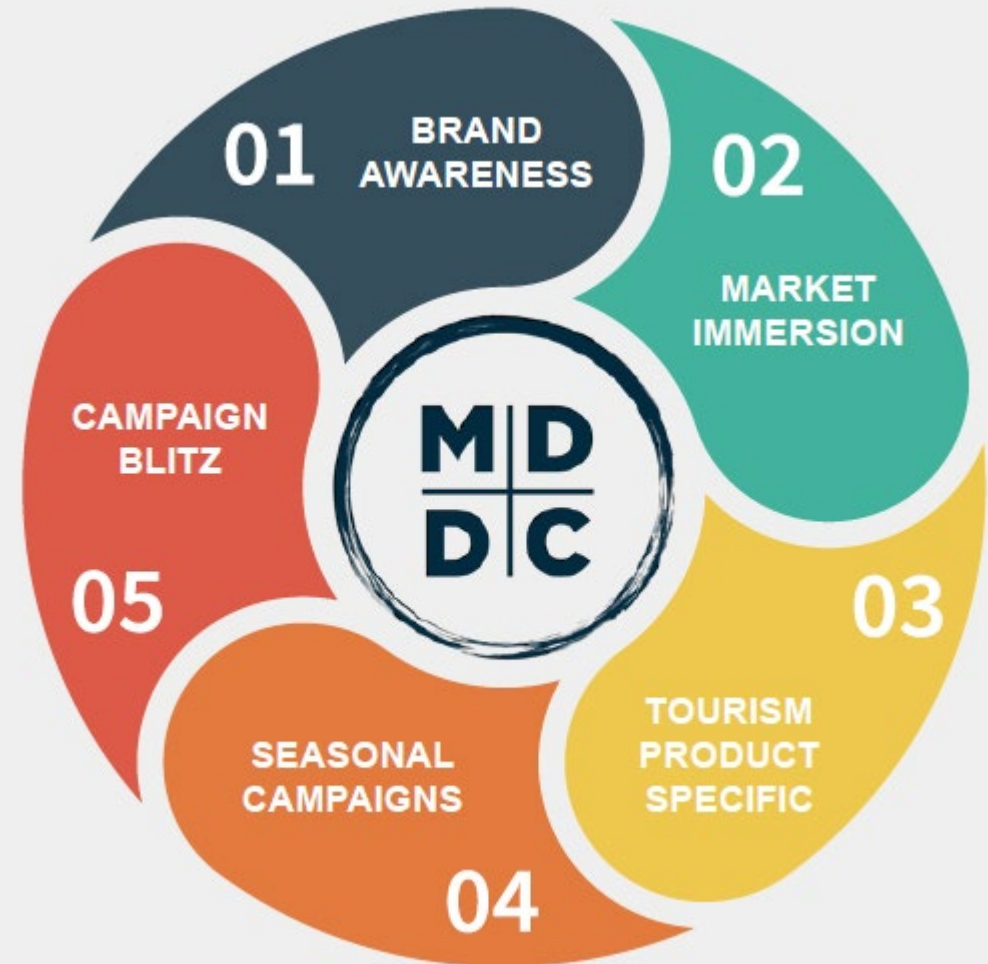 01
BRAND
AWARENESS
02
MARKET
IMMERSION
03
TOURISM
PRODUCT
SPECIFIC
04
SEASONAL
CAMPAIGNS
05
CAMPAIGN
BLITZ
M D
D C